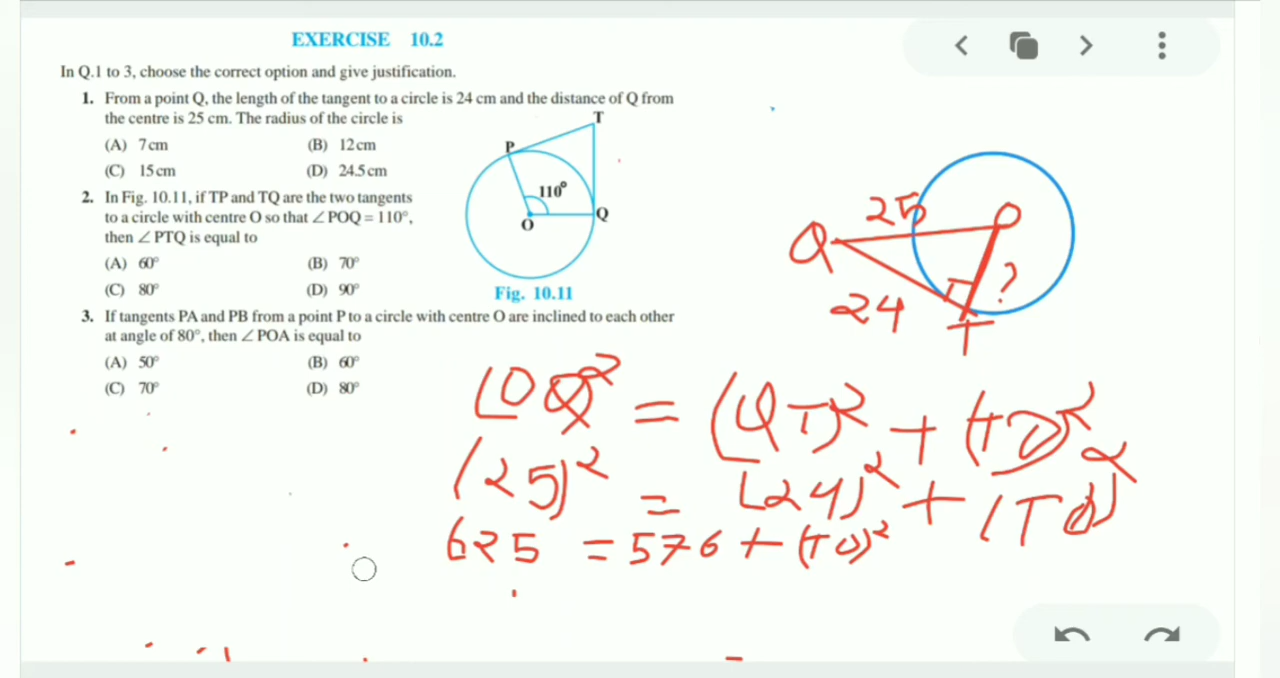 EXERCISE 10.2
In Q.1 to 3, choose the correct option and give justification.
1. From a point Q, the length of the tangent to a circle is 24 cm and the distance of Q from
the centre is 25 cm. The radius of the circle is
(A) 7 cm (B) 12 cm
(C) 15 cm (D) 24.5 cm
2. In Fig. 10.11, if TP and TQ are the two tangents
to a circle with centre O so that ∠ POQ = 110°,
then ∠ PTQ is equal to
(A) 60° (B) 70°
(C) 80° (D) 90°
T
P
110°
O
Q
Fig. 10.11
3. If tangents PA and PB from a point P to a circle with centre O are inclined to each other
at angle of 80°, then ∠ POA is equal to
(A) 50° (B) 60°
(C) 70° (D) 80°
25
O
Q
?
24
T
(OQ)² = (QT)² + (TO)²
(25)² = (24)² + (TO)²
625 = 576 + (TO)²